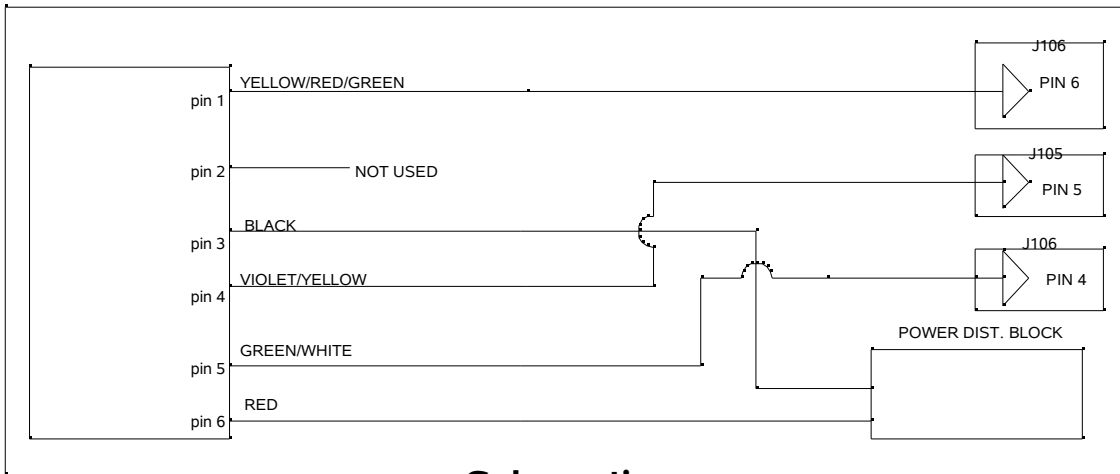 J106
YELLOW/RED/GREEN
PIN 6
pin 1
pin 2
NOT USED
J105
PIN 5
BLACK
pin 3
J106
VIOLET/YELLOW
PIN 4
pin 4
POWER DIST. BLOCK
GREEN/WHITE
pin 5
RED
pin 6